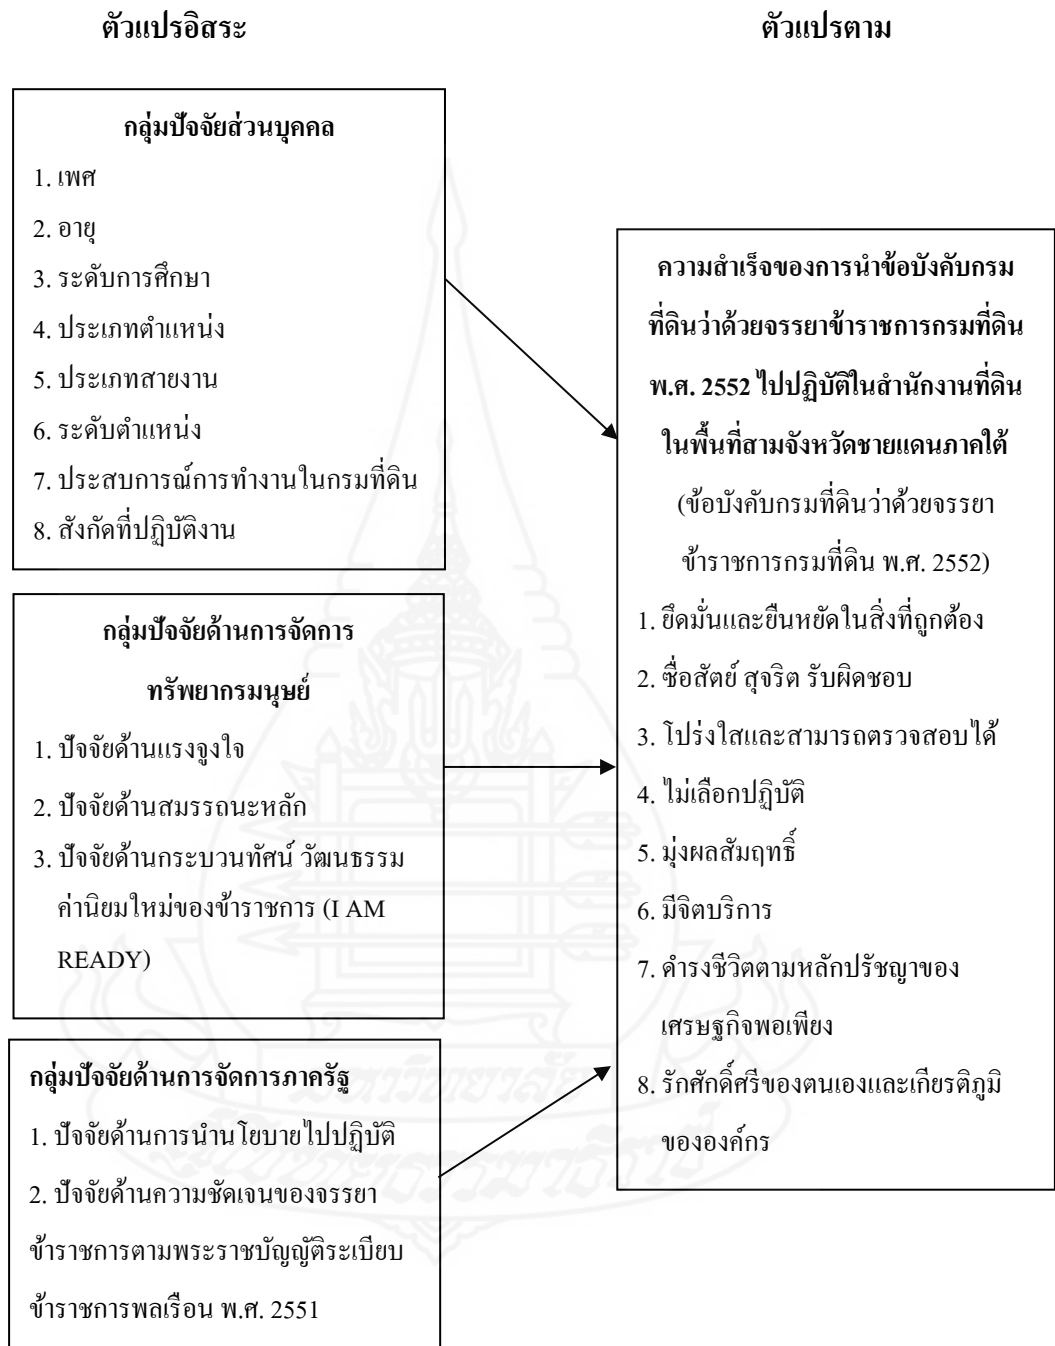 ตัวแปรอิสระ
ตัวแปรตาม
กลุ่มปัจจัยส่วนบุคคล
1. เพศ
2. อายุ
3. ระดับการศึกษา
4. ประเภทตำแหน่ง
5. ประเภทสายงาน
6. ระดับตำแหน่ง
7. ประสบการณ์การทำงานในกรมที่ดิน
8. สังกัดที่ปฏิบัติงาน
กลุ่มปัจจัยด้านการจัดการ
ทรัพยากรมนุษย์
1. ปัจจัยด้านแรงจูงใจ
2. ปัจจัยด้านสมรรถนะหลัก
3. ปัจจัยด้านกระบวนทัศน์ วัฒนธรรม
ค่านิยมใหม่ของข้าราชการ (I AM
READY)
กลุ่มปัจจัยด้านการจัดการภาครัฐ
1. ปัจจัยด้านการนำนโยบายไปปฏิบัติ
2. ปัจจัยด้านความชัดเจนของจรรยา
ข้าราชการตามพระราชบัญญัติระเบียบ
ข้าราชการพลเรือน พ.ศ. 2551
ความสำเร็จของการนำข้อบังคับกรม
ที่ดินว่าด้วยจรรยาข้าราชการกรมที่ดิน
พ.ศ. 2552 ไปปฏิบัติในสำนักงานที่ดิน
ในพื้นที่สามจังหวัดชายแดนภาคใต้
(ข้อบังคับกรมที่ดินว่าด้วยจรรยา
ข้าราชการกรมที่ดิน พ.ศ. 2552)
1. ยึดมั่นและยืนหยัดในสิ่งที่ถูกต้อง
2. ซื่อสัตย์ สุจริต รับผิดชอบ
3. โปร่งใสและสามารถตรวจสอบได้
4. ไม่เลือกปฏิบัติ
5. มุ่งผลสัมฤทธิ์
6. มีจิตบริการ
7. ดำรงชีวิตตามหลักปรัชญาของ
เศรษฐกิจพอเพียง
8. รักศักดิ์ศรีของตนเองและเกียรติภูมิ
ขององค์กร
มหาวิทยาลัย
สุโขทัยธรรมาธิราช